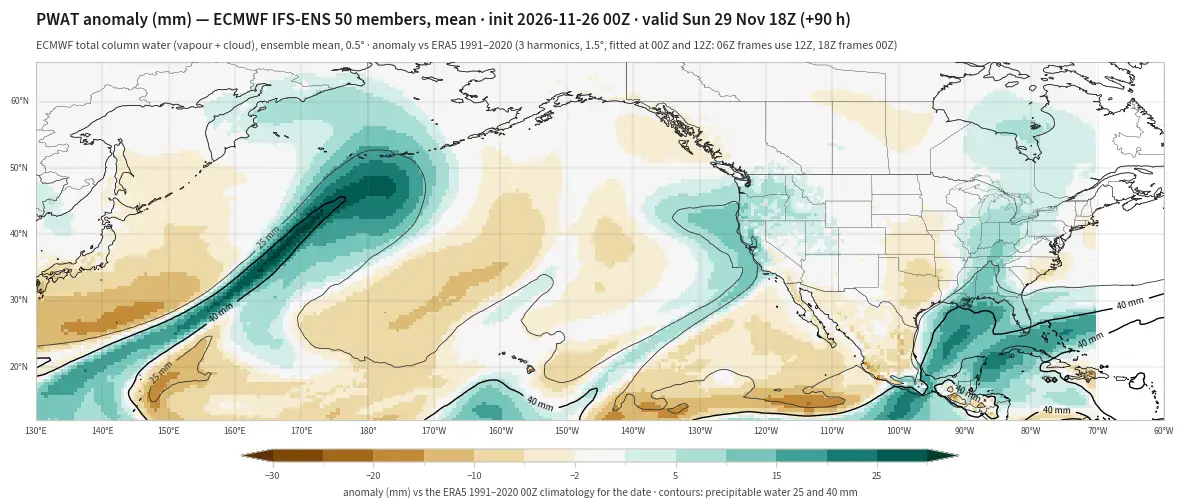 PWAT anomaly (mm) — ECMWF IFS-ENS 50 members, mean · init 2026-11-26 00Z · valid Sun 29 Nov 18Z (+90 h)
ECMWF total column water (vapour + cloud), ensemble mean, 0.5° · anomaly vs ERA5 1991–2020 (3 harmonics, 1.5°, fitted at 00Z and 12Z: 06Z frames use 12Z, 18Z frames 00Z)
60°N
50°N
25 mm
40°N
30°N
40 mm
40 mm
40 mm
20°N
25 mm
40 mm
40 mm
40 mm
130°E 140°E 150°E 160°E 170°E 180° 170°W 160°W 150°W 140°W 130°W 120°W 110°W 100°W 90°W 80°W 70°W 60°W
−30 −20 −10 −2 5 15 25
anomaly (mm) vs the ERA5 1991–2020 00Z climatology for the date · contours: precipitable water 25 and 40 mm